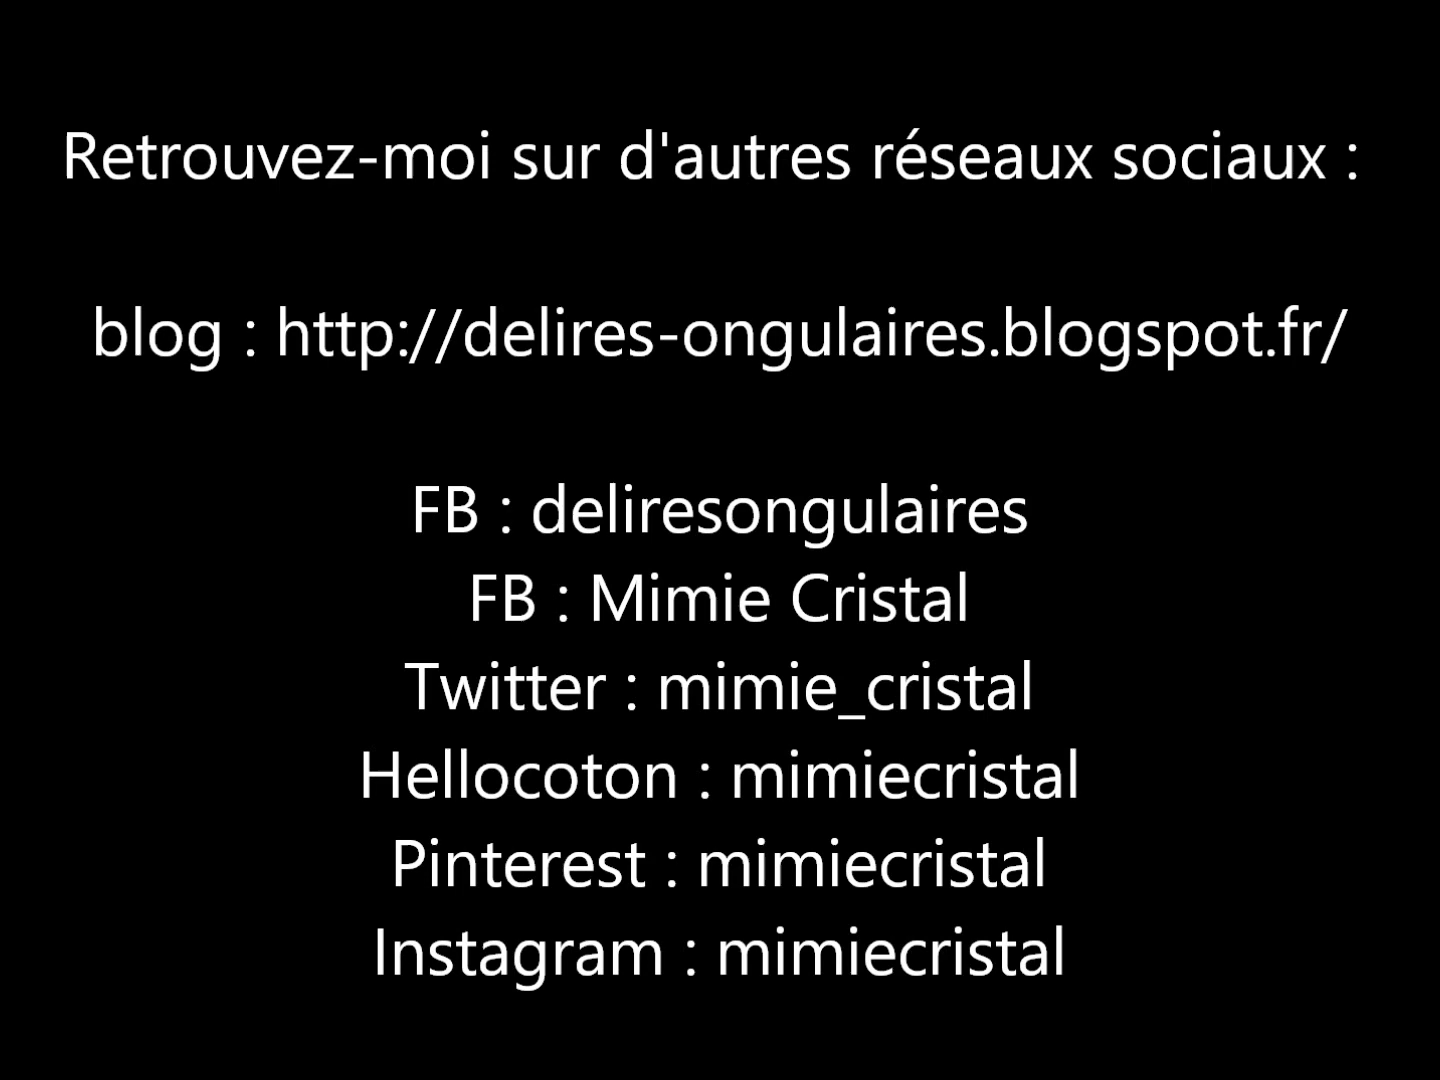 Retrouvez-moi sur d'autres réseaux sociaux :
blog : http://delires-ongulaires.blogspot.fr/
FB : deliresongulaires
FB : Mimie Cristal
Twitter : mimie_cristal
Hellocoton : mimiecristal
Pinterest : mimiecristal
Instagram : mimiecristal